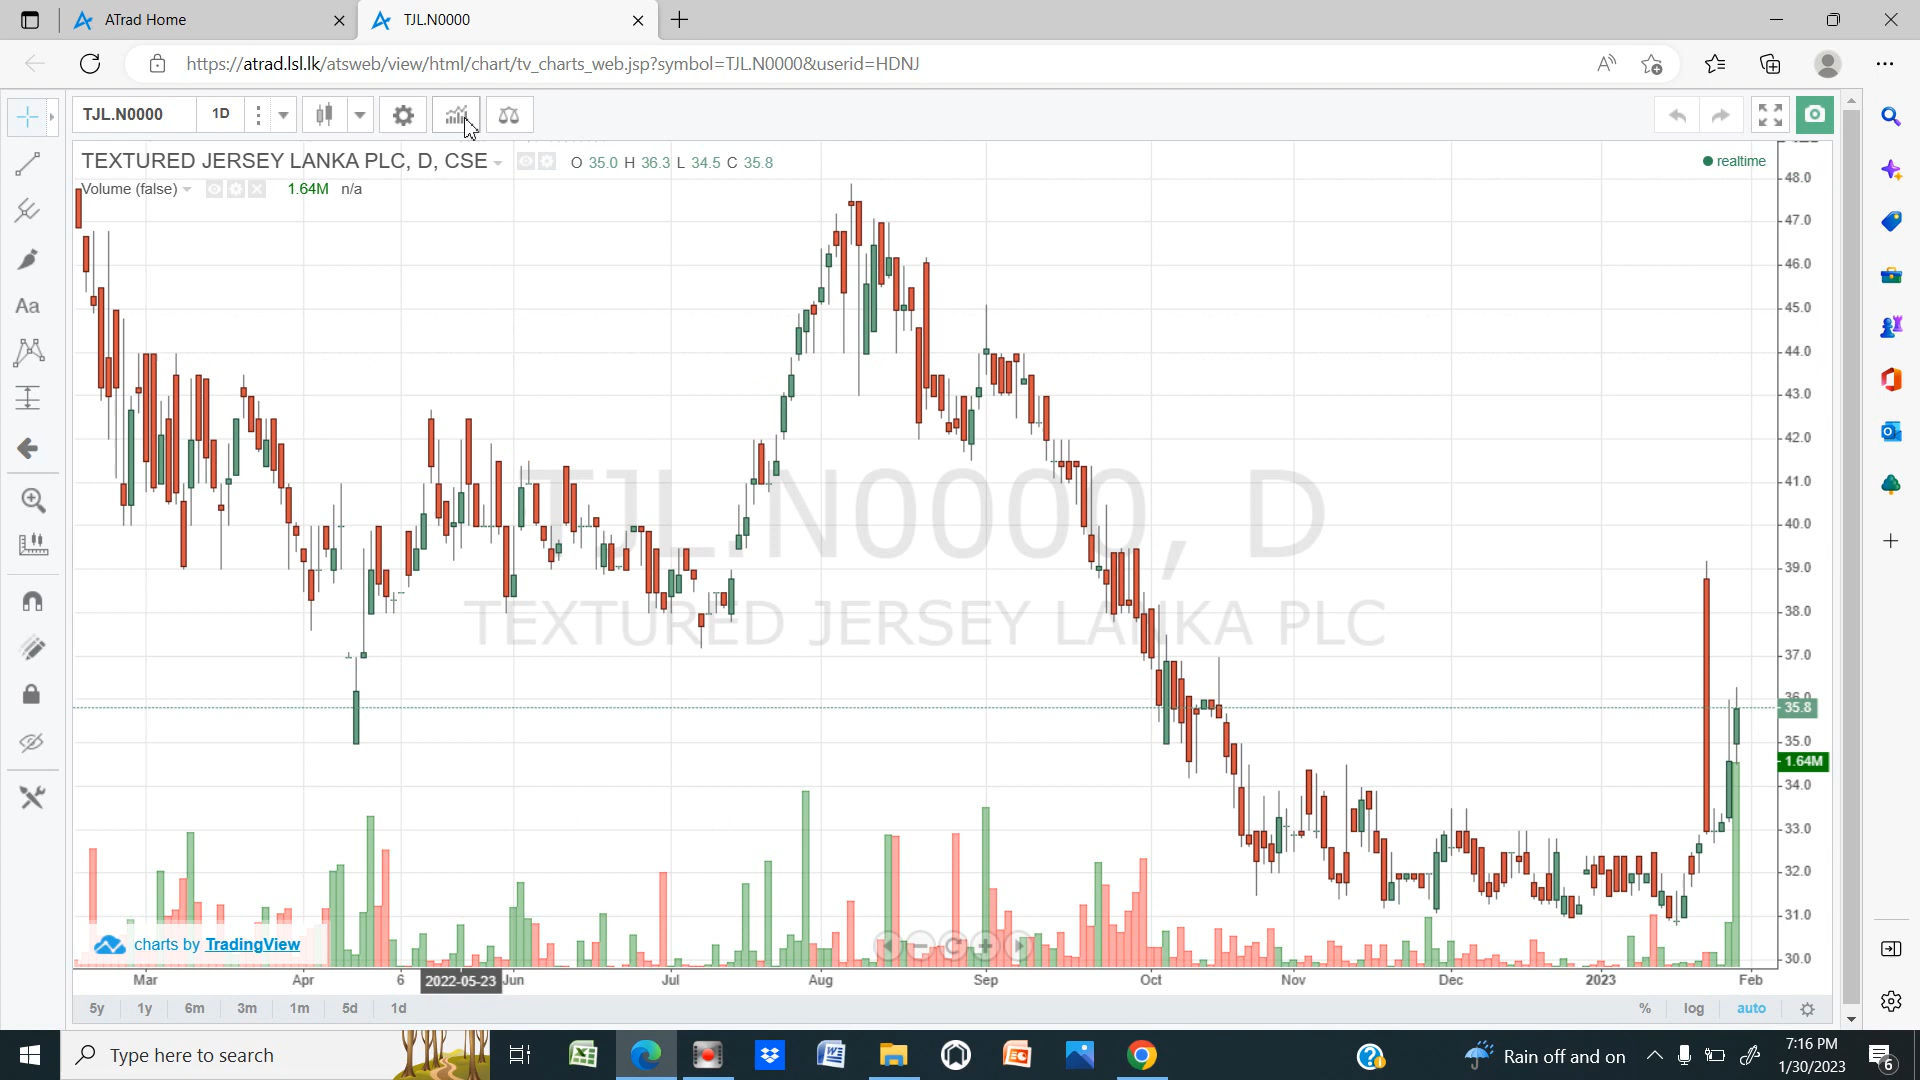 ATrad Home
TJL.N0000
https://atrad.lsl.lk/atsweb/view/html/chart/tv_charts_web.jsp?symbol=TJL.N0000&userid=HDNJ
TJL.N0000 1D
TEXTURED JERSEY LANKA PLC, D, CSE O 35.0 H 36.3 L 34.5 C 35.8
realtime
Volume (false) 1.64M n/a
Aa
TJL.N0000, D
TEXTURED JERSEY LANKA PLC
48.0
47.0
46.0
45.0
44.0
43.0
42.0
41.0
40.0
39.0
38.0
37.0
36.0
35.8
35.0
1.64M
34.0
33.0
32.0
31.0
30.0
charts by TradingView
Mar Apr 6 2022-05-23 Jun Jul Aug Sep Oct Nov Dec 2023 Feb
5y 1y 6m 3m 1m 5d 1d % log auto
Type here to search
Rain off and on
7:16 PM
1/30/2023
6